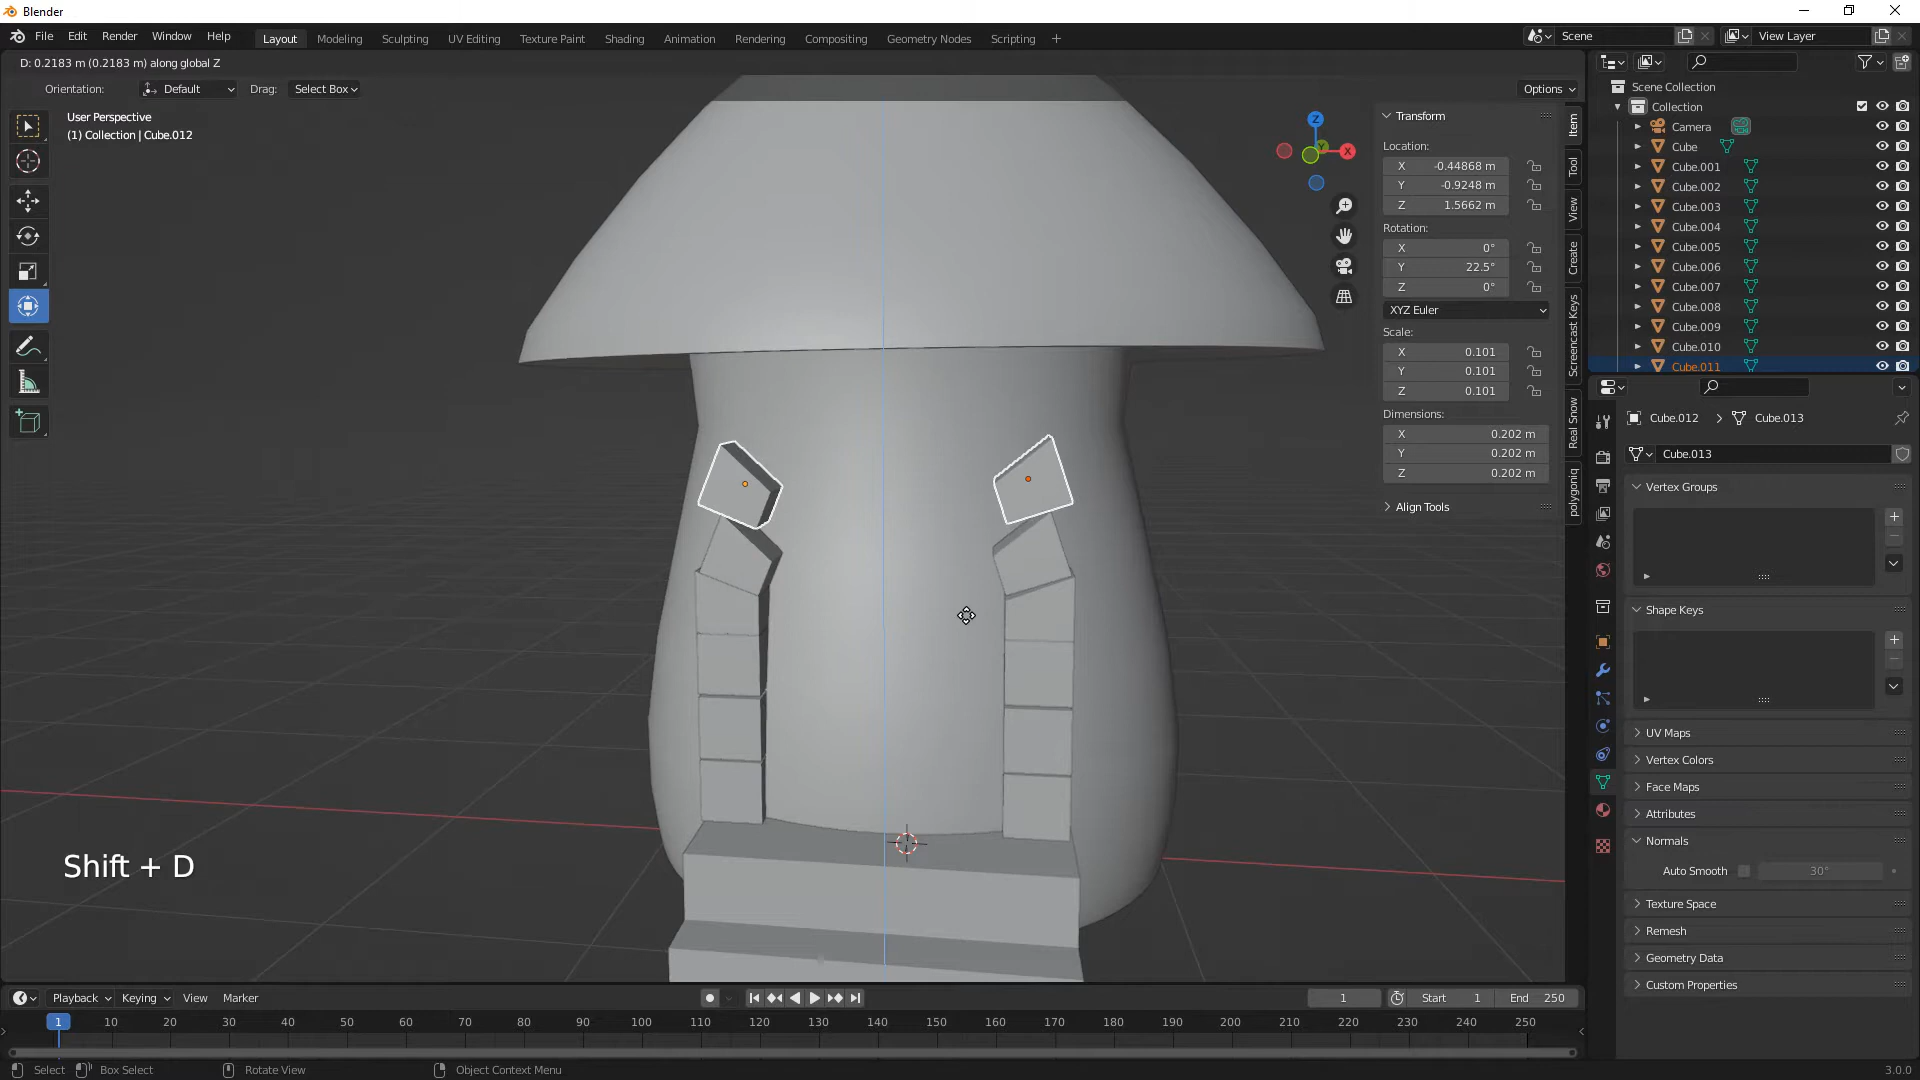 Blender
File Edit Render Window Help
Layout Modeling Sculpting UV Editing Texture Paint Shading Animation Rendering Compositing Geometry Nodes Scripting +
Scene
View Layer
D: 0.2183 m (0.2183 m) along global Z
Orientation: Default Drag: Select Box
Options
User Perspective
(1) Collection | Cube.012
Z
Y
X
Transform
Location:
X -0.44868 m
Y -0.9248 m
Z 1.5662 m
Rotation:
X 0°
Y 22.5°
Z 0°
XYZ Euler
Scale:
X 0.101
Y 0.101
Z 0.101
Dimensions:
X 0.202 m
Y 0.202 m
Z 0.202 m
Align Tools
Item
Tool
View
Create
Screencast Keys
Real Snow
polygoniq
Scene Collection
Collection
Camera
Cube
Cube.001
Cube.002
Cube.003
Cube.004
Cube.005
Cube.006
Cube.007
Cube.008
Cube.009
Cube.010
Cube.011
Cube.012 > Cube.013
Cube.013
Vertex Groups
Shape Keys
UV Maps
Vertex Colors
Face Maps
Attributes
Normals
Auto Smooth 30°
Texture Space
Remesh
Geometry Data
Custom Properties
Shift + D
Playback Keying View Marker
1 Start 1 End 250
1 10 20 30 40 50 60 70 80 90 100 110 120 130 140 150 160 170 180 190 200 210 220 230 240 250
Select Box Select Rotate View Object Context Menu
3.0.0